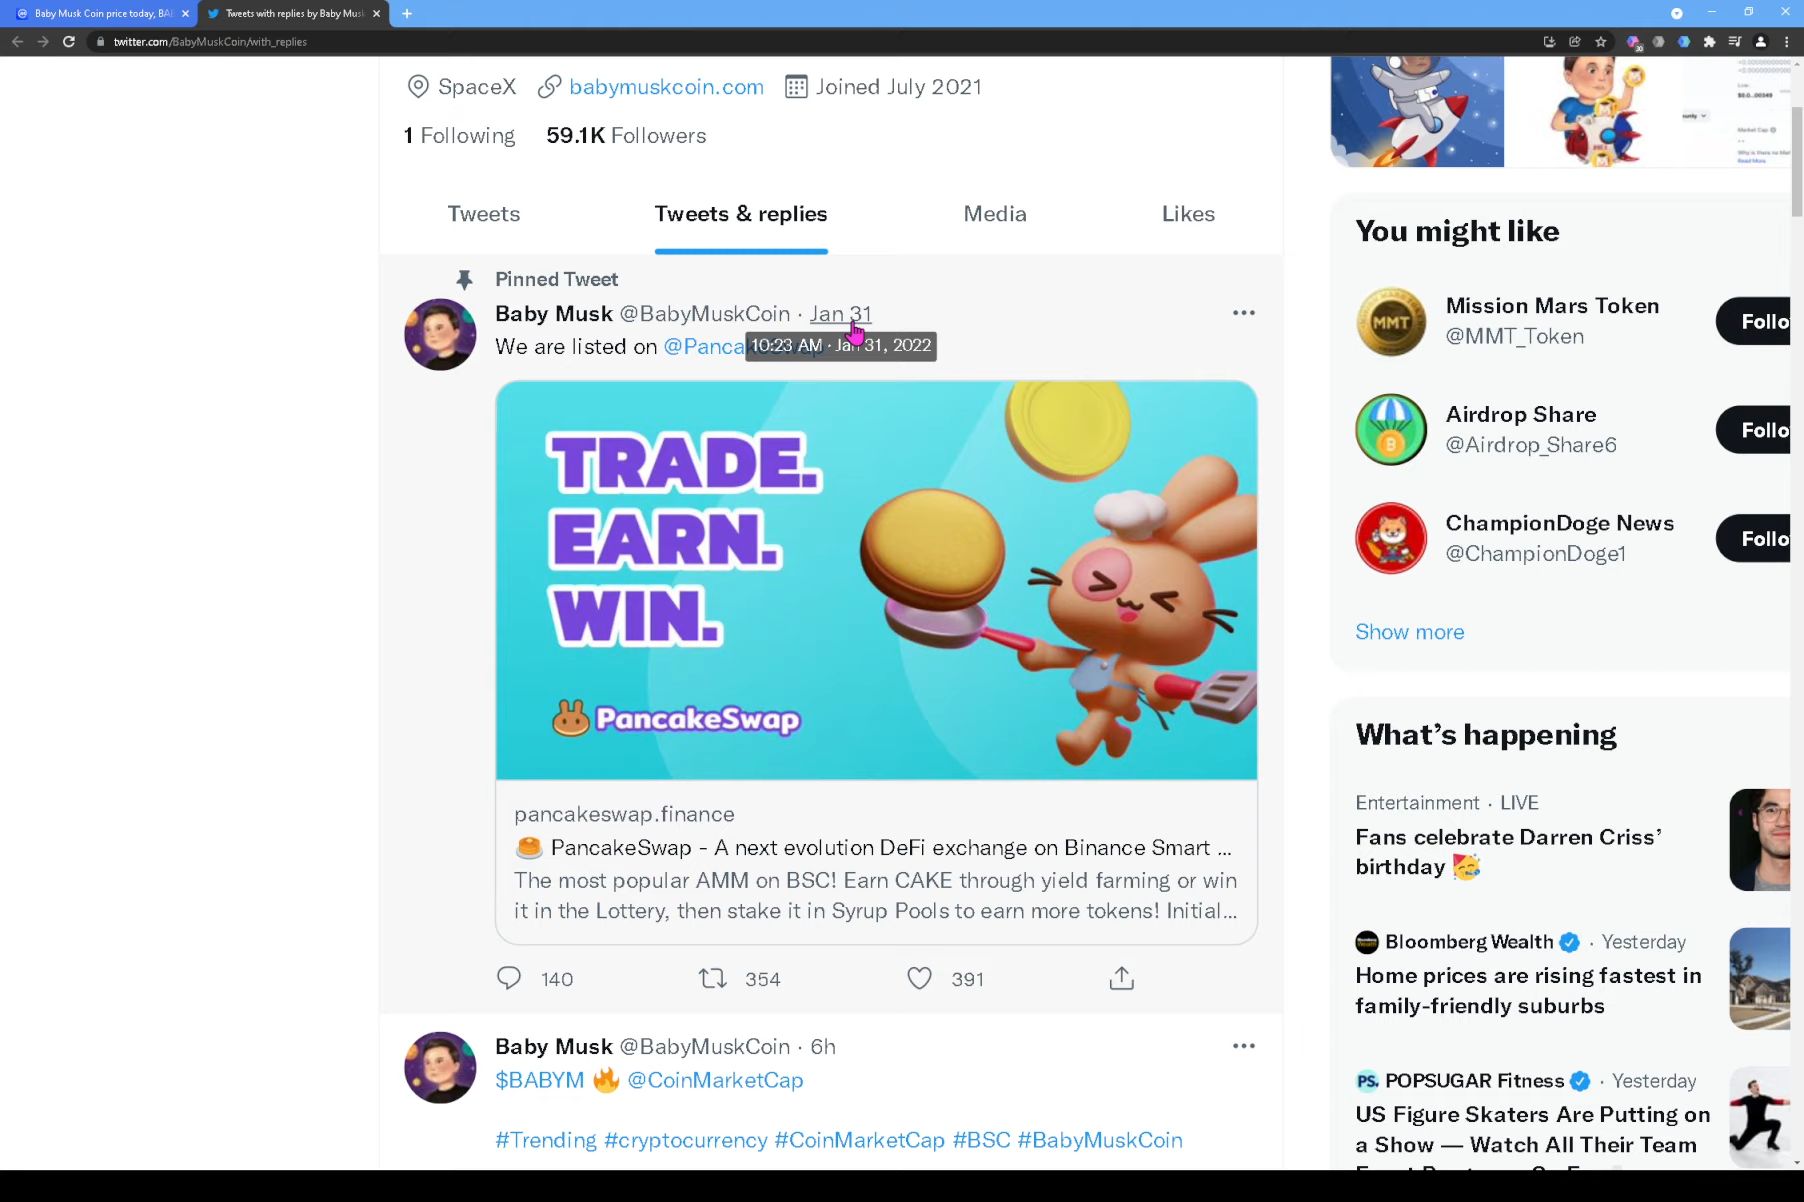 Baby Musk Coin price today, BA
Tweets with replies by Baby Musk
twitter.com/BabyMuskCoin/with_replies
SpaceX babymuskcoin.com Joined July 2021
1 Following 59.1K Followers
Tweets Tweets & replies Media Likes
Pinned Tweet
Baby Musk @BabyMuskCoin · Jan 31
We are listed on @Panca
10:23 AM · Jan 31, 2022
TRADE.
EARN.
WIN.
PancakeSwap
pancakeswap.finance
🥞 PancakeSwap - A next evolution DeFi exchange on Binance Smart ...
The most popular AMM on BSC! Earn CAKE through yield farming or win
it in the Lottery, then stake it in Syrup Pools to earn more tokens! Initial...
140 354 391
Baby Musk @BabyMuskCoin · 6h
$BABYM 🔥 @CoinMarketCap
#Trending #cryptocurrency #CoinMarketCap #BSC #BabyMuskCoin
Low
Market Cap
Read More
You might like
MMT
Mission Mars Token
@MMT_Token
Follo
Airdrop Share
@Airdrop_Share6
Follo
ChampionDoge News
@ChampionDoge1
Follo
Show more
What's happening
Entertainment · LIVE
Fans celebrate Darren Criss'
birthday 🥳
Bloomberg Wealth · Yesterday
Home prices are rising fastest in
family-friendly suburbs
PS. POPSUGAR Fitness · Yesterday
US Figure Skaters Are Putting on
a Show — Watch All Their Team